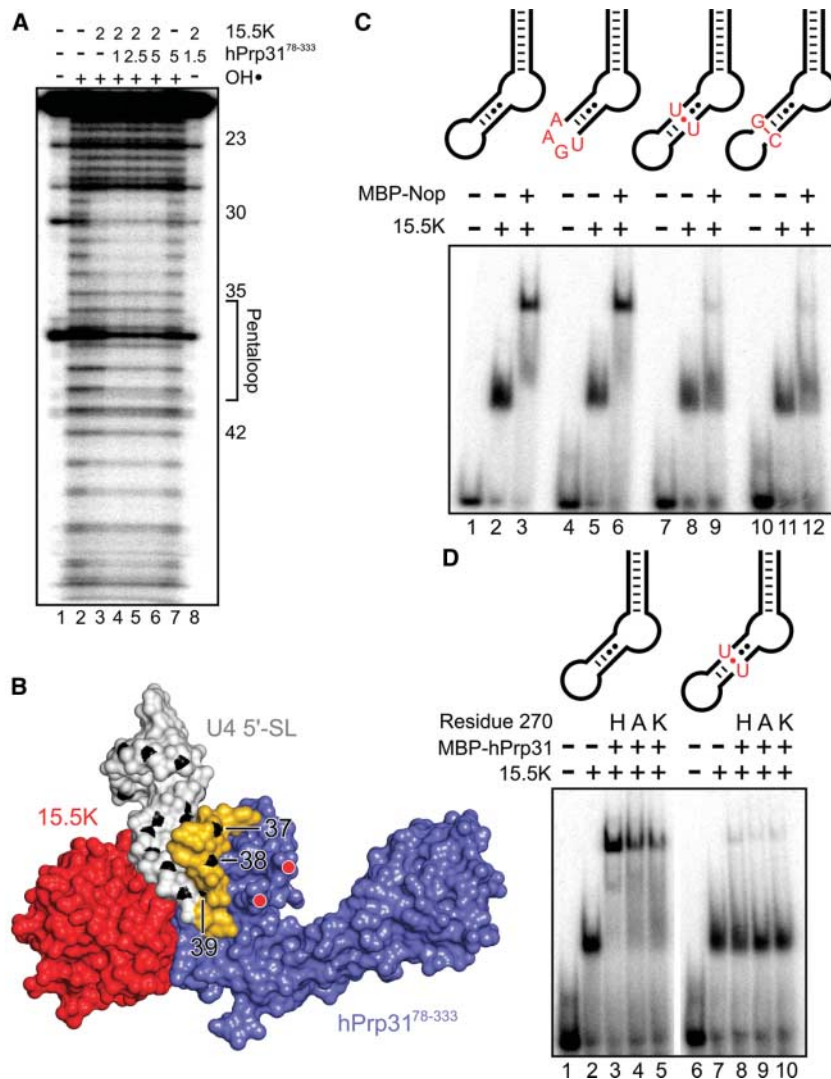 A
15.5K - - 2 2 2 2 - 2
hPrp31⁷⁸⁻³³³ - - - 1 2.5 5 5 1.5
OH• - + + + + + + -
23
30
35
Pentaloop
42
1 2 3 4 5 6 7 8
B
U4 5'-SL
15.5K
37
38
39
hPrp31⁷⁸⁻³³³
C
A
A
G U
U
U
G
C
MBP-Nop - - + - - + - - + - - +
15.5K - + + - + + - + + - + +
1 2 3 4 5 6 7 8 9 10 11 12
D
U
U
Residue 270 H A K H A K
MBP-hPrp31 - - + + + - - + + +
15.5K - + + + + - + + + +
1 2 3 4 5 6 7 8 9 10